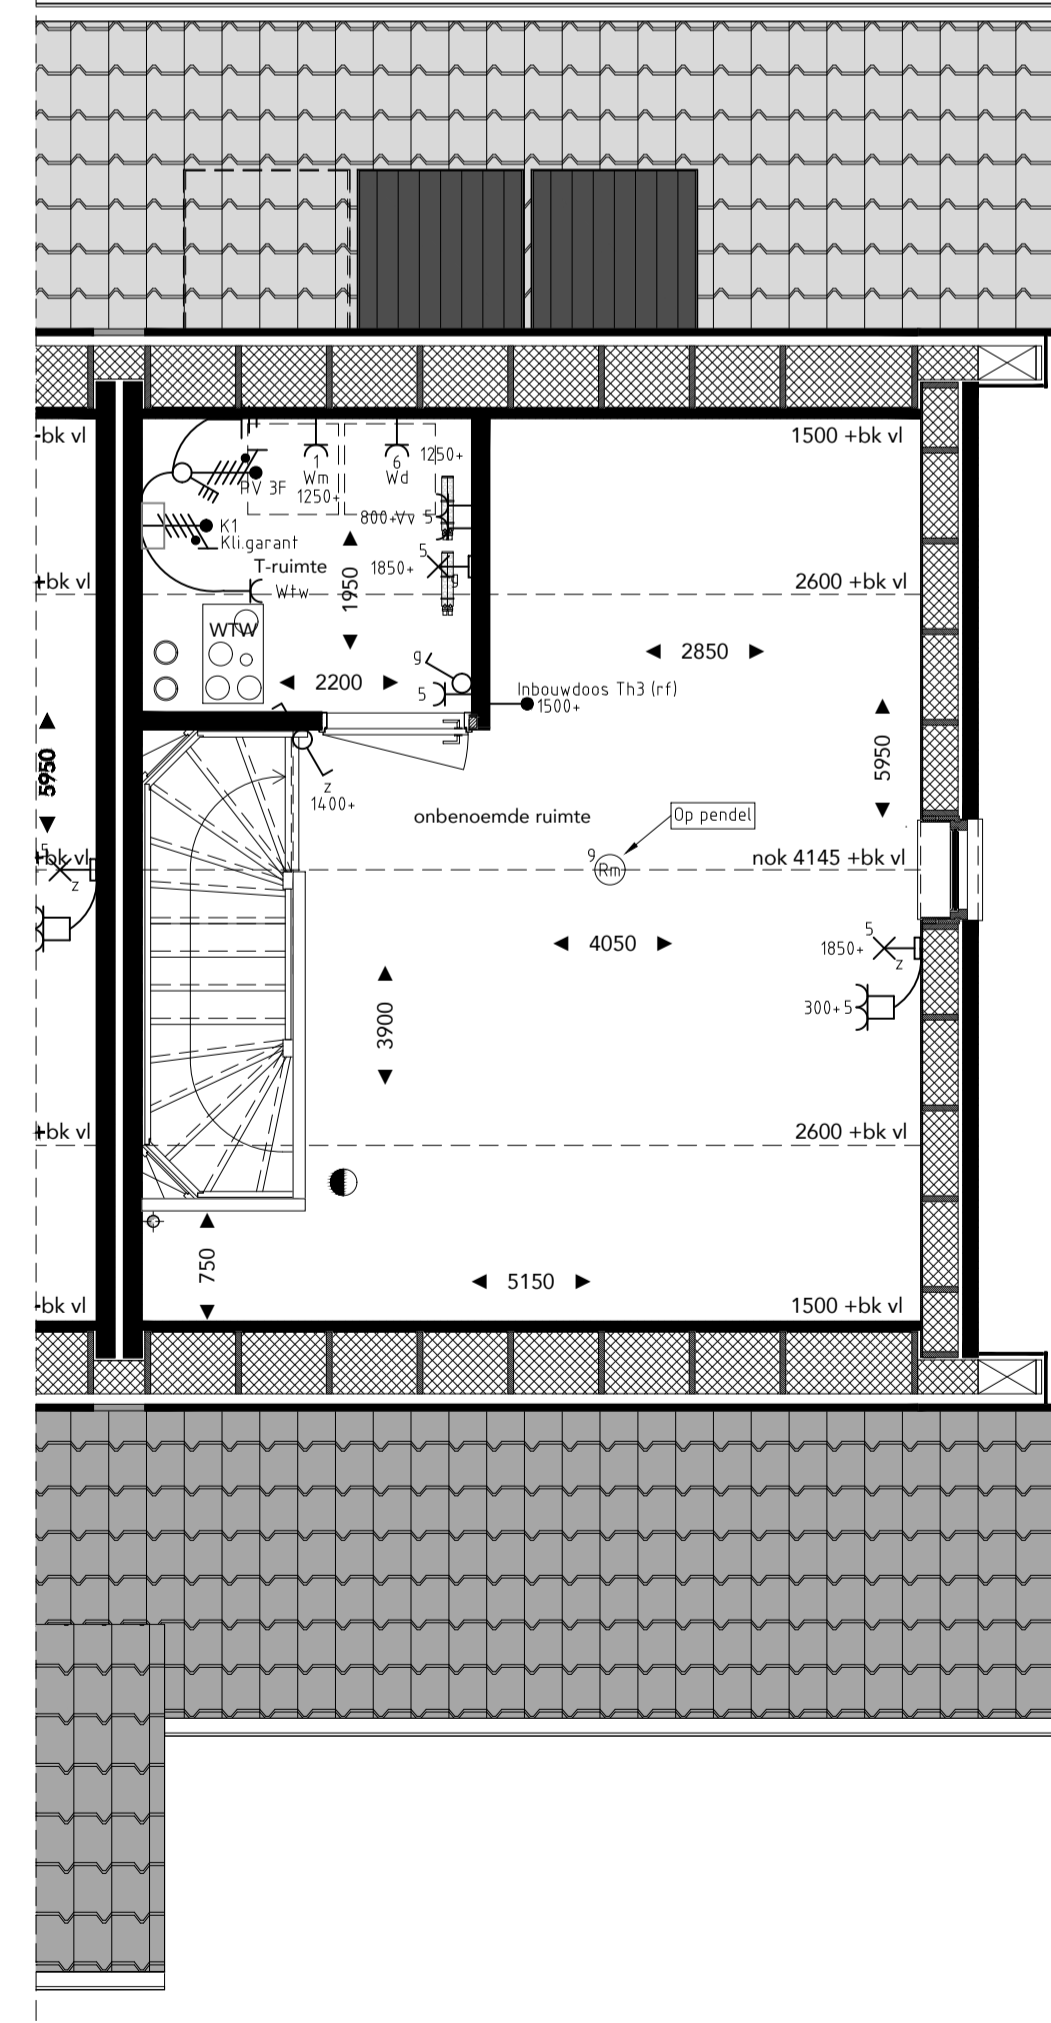 -bk vl
1500 +bk vl
1
Wm
1250+
6
Wd
1250+
PV 3F
800+Vv 5
K1
Kli.garant
T-ruimte
1850+
5
g
+bk vl
2600 +bk vl
Wtw
1950
WTW
2850
g
2200
5
Inbouwdoos Th3 (rf)
1500+
5950
5950
z
1400+
onbenoemde ruimte
Op pendel
5
+bk vl
z
9
Rm
nok 4145 +bk vl
4050
5
1850+
z
3900
300+5
+bk vl
2600 +bk vl
750
5150
-bk vl
1500 +bk vl